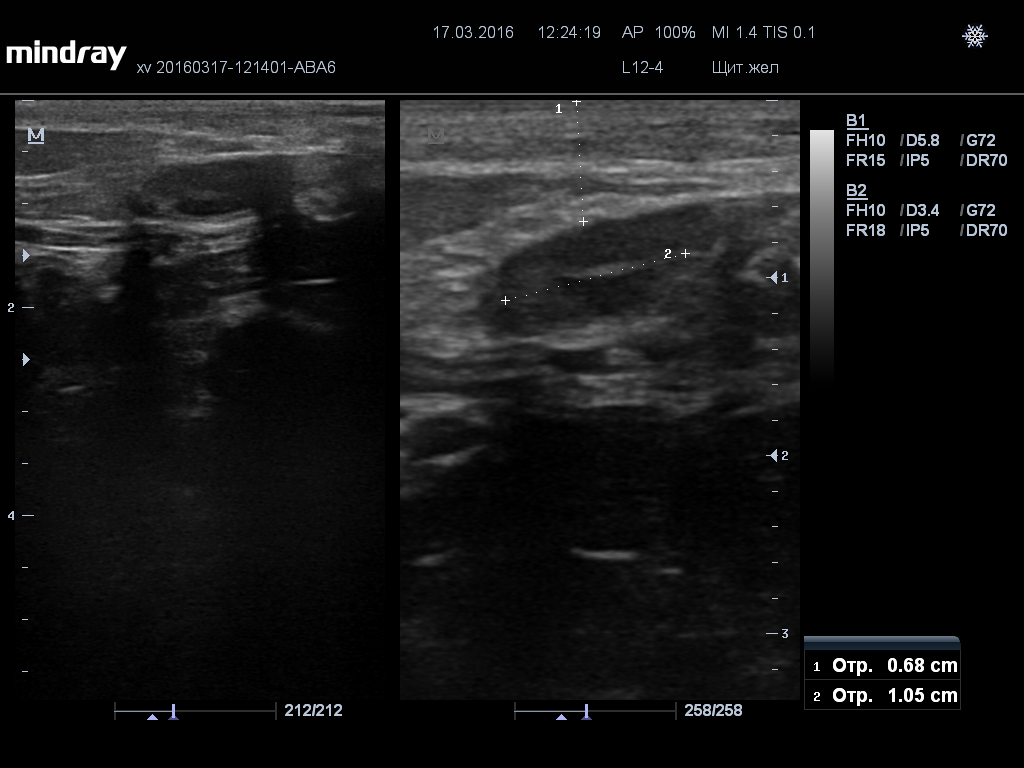 17.03.2016 12:24:19 AP 100% MI 1.4 TIS 0.1
mindray xv 20160317-121401-ABA6 L12-4 Щит.жел
M
M
1
2
1
2
4
2
3
B1
FH10 /D5.8 /G72
FR15 /IP5 /DR70
B2
FH10 /D3.4 /G72
FR18 /IP5 /DR70
1 Отр. 0.68 cm
2 Отр. 1.05 cm
212/212
258/258